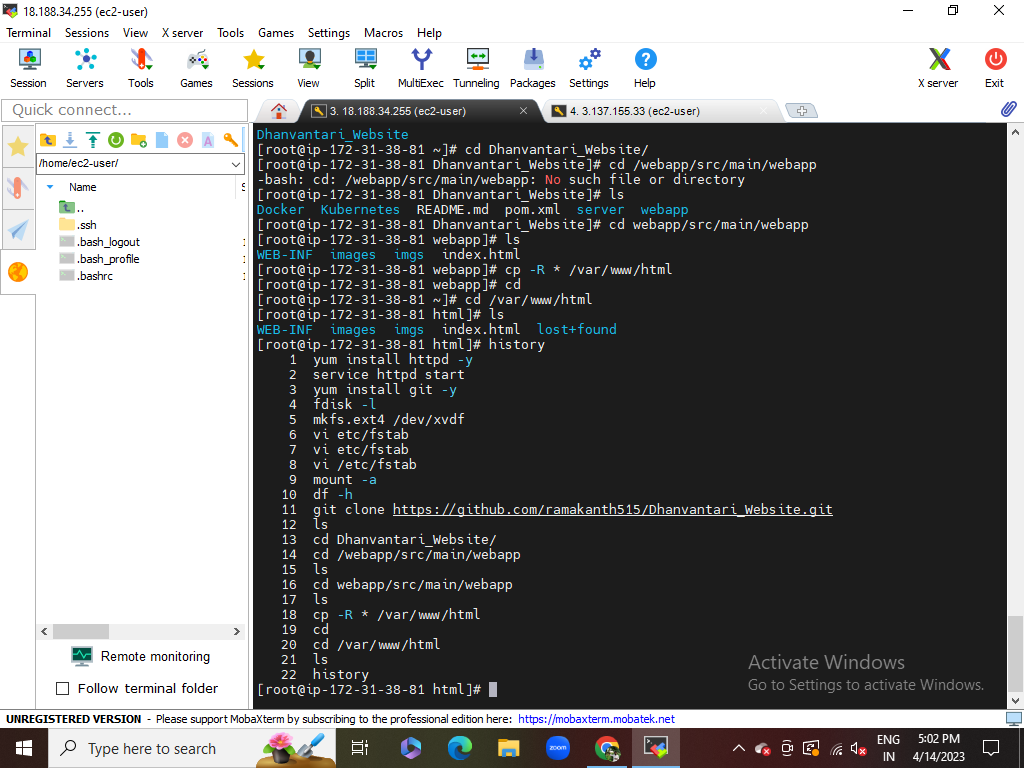 18.188.34.255 (ec2-user)
Terminal Sessions View X server Tools Games Settings Macros Help
Session Servers Tools Games Sessions View Split MultiExec Tunneling Packages Settings Help X server Exit
Quick connect...
3. 18.188.34.255 (ec2-user)
4. 3.137.155.33 (ec2-user)
/home/ec2-user/
Name S
..
.ssh
.bash_logout 1
.bash_profile 1
.bashrc 1
Remote monitoring
Follow terminal folder
Dhanvantari_Website
[root@ip-172-31-38-81 ~]# cd Dhanvantari_Website/
[root@ip-172-31-38-81 Dhanvantari_Website]# cd /webapp/src/main/webapp
-bash: cd: /webapp/src/main/webapp: No such file or directory
[root@ip-172-31-38-81 Dhanvantari_Website]# ls
Docker Kubernetes README.md pom.xml server webapp
[root@ip-172-31-38-81 Dhanvantari_Website]# cd webapp/src/main/webapp
[root@ip-172-31-38-81 webapp]# ls
WEB-INF images imgs index.html
[root@ip-172-31-38-81 webapp]# cp -R * /var/www/html
[root@ip-172-31-38-81 webapp]# cd
[root@ip-172-31-38-81 ~]# cd /var/www/html
[root@ip-172-31-38-81 html]# ls
WEB-INF images imgs index.html lost+found
[root@ip-172-31-38-81 html]# history
1 yum install httpd -y
2 service httpd start
3 yum install git -y
4 fdisk -l
5 mkfs.ext4 /dev/xvdf
6 vi etc/fstab
7 vi etc/fstab
8 vi /etc/fstab
9 mount -a
10 df -h
11 git clone https://github.com/ramakanth515/Dhanvantari_Website.git
12 ls
13 cd Dhanvantari_Website/
14 cd /webapp/src/main/webapp
15 ls
16 cd webapp/src/main/webapp
17 ls
18 cp -R * /var/www/html
19 cd
20 cd /var/www/html
21 ls
22 history
[root@ip-172-31-38-81 html]#
Activate Windows
Go to Settings to activate Windows.
UNREGISTERED VERSION - Please support MobaXterm by subscribing to the professional edition here: https://mobaxterm.mobatek.net
Type here to search
zoom
ENG
IN
5:02 PM
4/14/2023